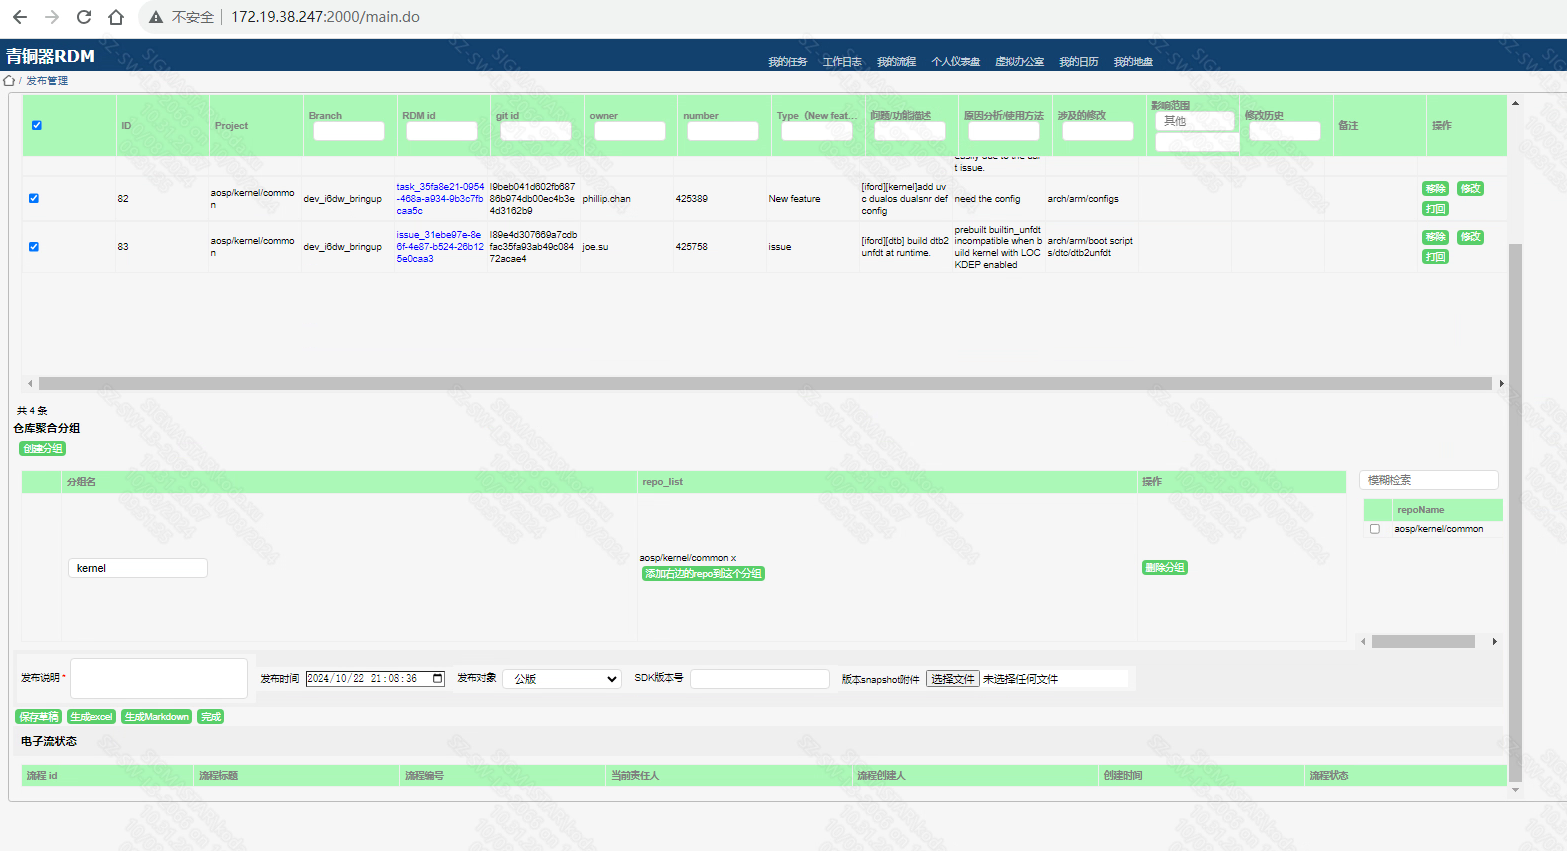 不安全 172.19.38.247:2000/main.do
青铜器RDM
我的任务 工作日志 我的流程 个人仪表盘 虚拟办公室 我的日历 我的地盘
/ 发布管理
ID Project Branch RDM id git id owner number Type（New feat... 问题/功能描述 原因分析/使用方法 涉及的修改 影响范围 修改历史 备注 操作
其他
t issue.
82 aosp/kernel/common dev_i6dw_bringup task_35fa8e21-0954-468a-a934-9b3c7fbcaa5c I9beb041d602fb68786b974db00ec4b3e4d3162b9 phillip.chan 425389 New feature [iford][kernel]add uvc dualos dualsnr defconfig need the config arch/arm/configs 移除 修改 打回
83 aosp/kernel/common dev_i6dw_bringup issue_31ebe97e-8e6f-4e87-b524-26b125e0caa3 I89e4d307669a7cdbfac35fa93ab49c08472acae4 joe.su 425758 issue [iford][dtb] build dtb2unfdt at runtime. prebuilt builtin_unfdt incompatible when build kernel with LOCKDEP enabled arch/arm/boot scripts/dtc/dtb2unfdt 移除 修改 打回
共 4 条
仓库聚合分组
创建分组
分组名 repo_list 操作
kernel
aosp/kernel/common x
添加右边的repo到这个分组
删除分组
模糊检索
repoName
aosp/kernel/common
发布说明 * 发布时间 2024/10/22 21:08:36 发布对象 公版 SDK版本号 版本snapshot附件 选择文件 未选择任何文件
保存草稿 生成excel 生成Markdown 完成
电子流状态
流程 id 流程标题 流程编号 当前责任人 流程创建人 创建时间 流程状态